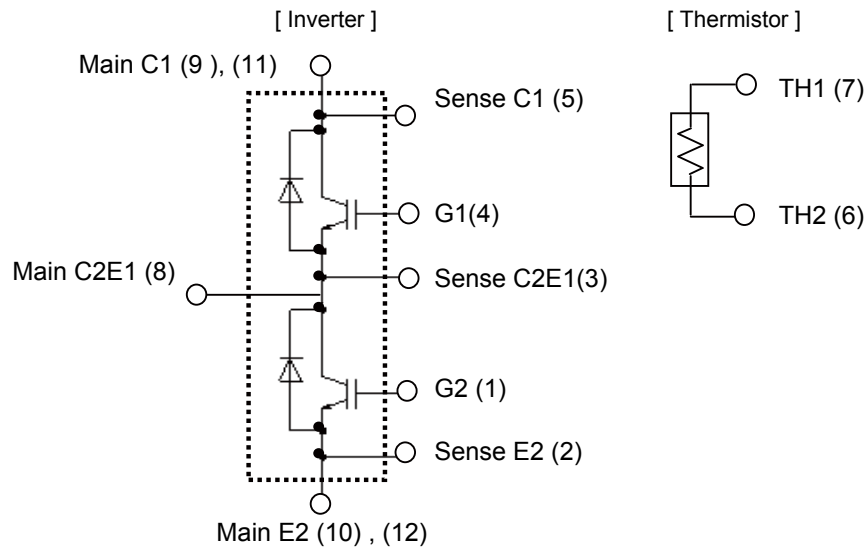 [ Inverter ]
[ Thermistor ]
Main C1 (9 ) , (11)
Sense C1 (5)
TH1 (7)
G1(4)
TH2 (6)
Main C2E1 (8)
Sense C2E1(3)
G2 (1)
Sense E2 (2)
Main E2 (10) , (12)